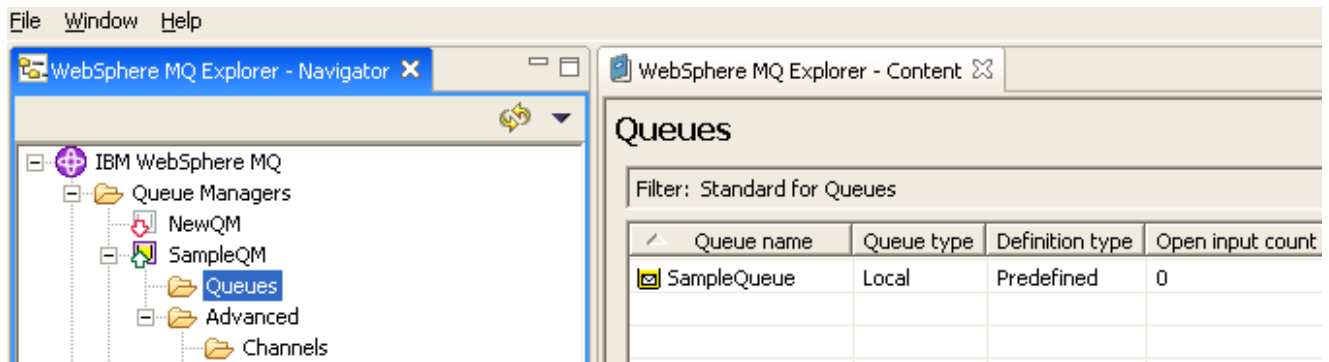 File Window Help
WebSphere MQ Explorer - Navigator
WebSphere MQ Explorer - Content
IBM WebSphere MQ
Queue Managers
NewQM
SampleQM
Queues
Advanced
Channels
Queues
Filter: Standard for Queues
Queue name Queue type Definition type Open input count
SampleQueue Local Predefined 0